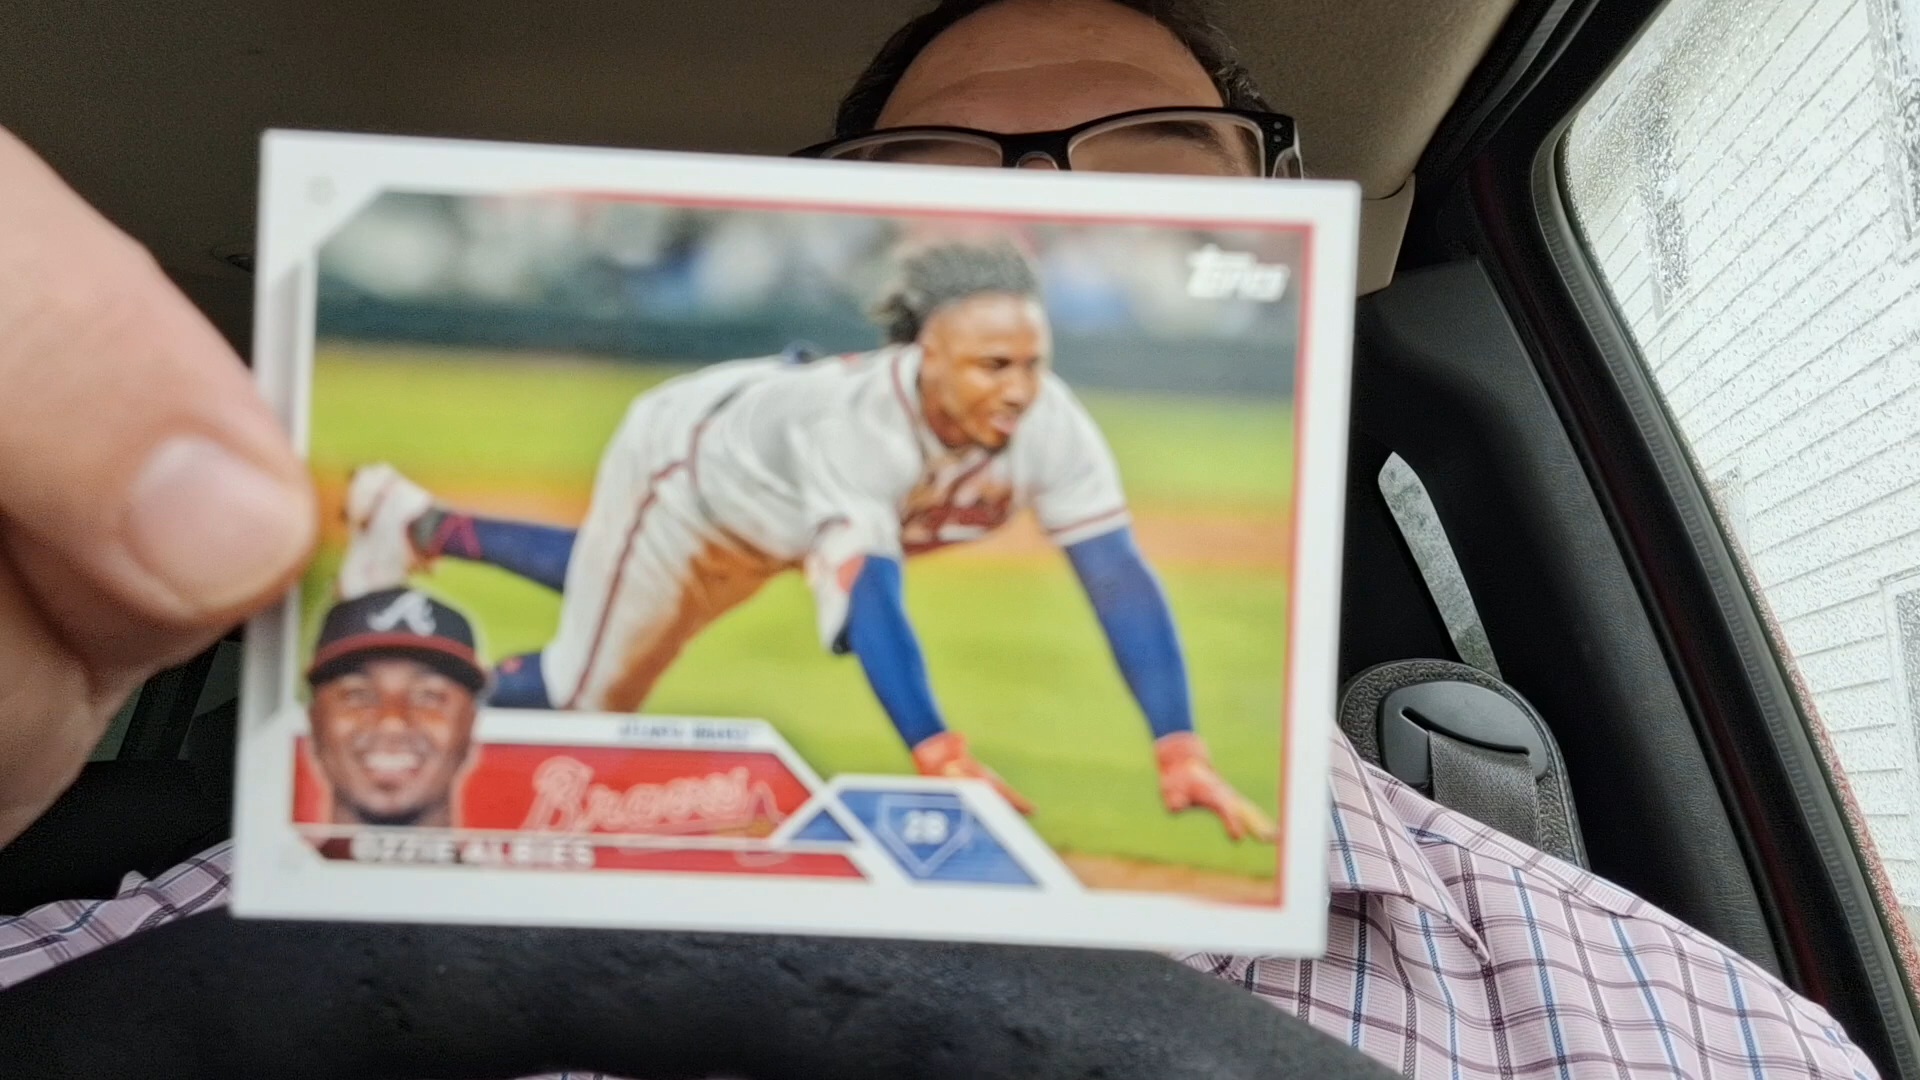 Topps
A
ATLANTA BRAVES
Braves
2B
OZZIE ALBIES